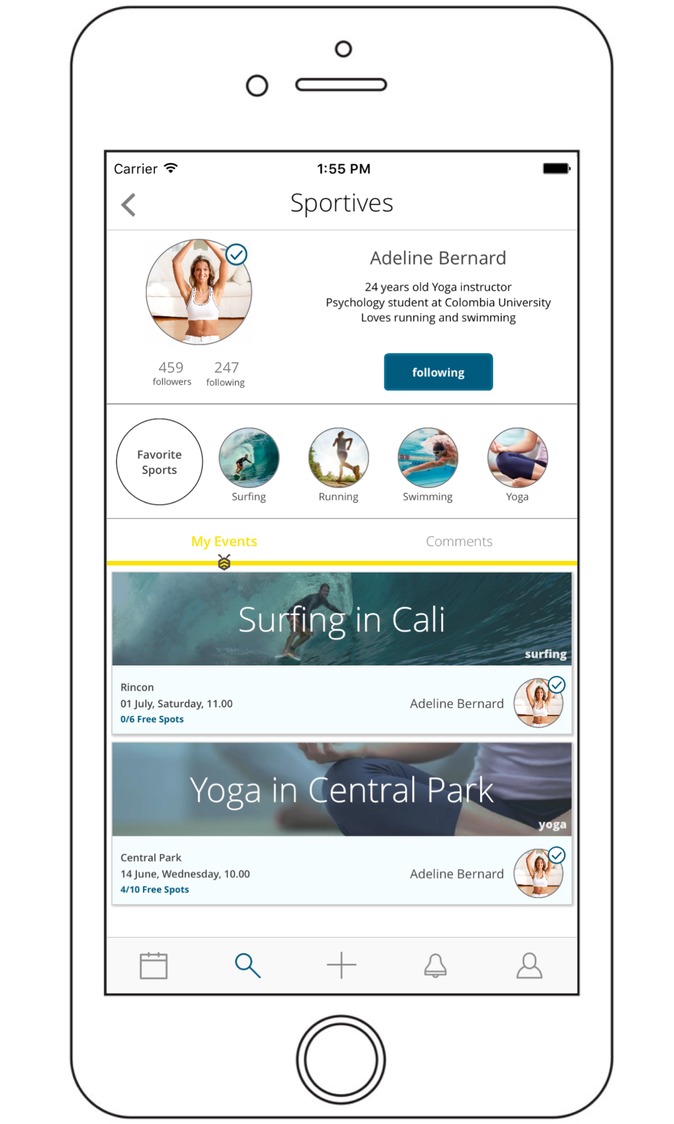 Carrier 1:55 PM
Sportives
Adeline Bernard
24 years old Yoga instructor
Psychology student at Colombia University
Loves running and swimming
459 247
followers following
following
Favorite
Sports
Surfing Running Swimming Yoga
My Events Comments
Surfing in Cali
surfing
Rincon
01 July, Saturday, 11.00
0/6 Free Spots
Adeline Bernard
Yoga in Central Park
yoga
Central Park
14 June, Wednesday, 10.00
4/10 Free Spots
Adeline Bernard